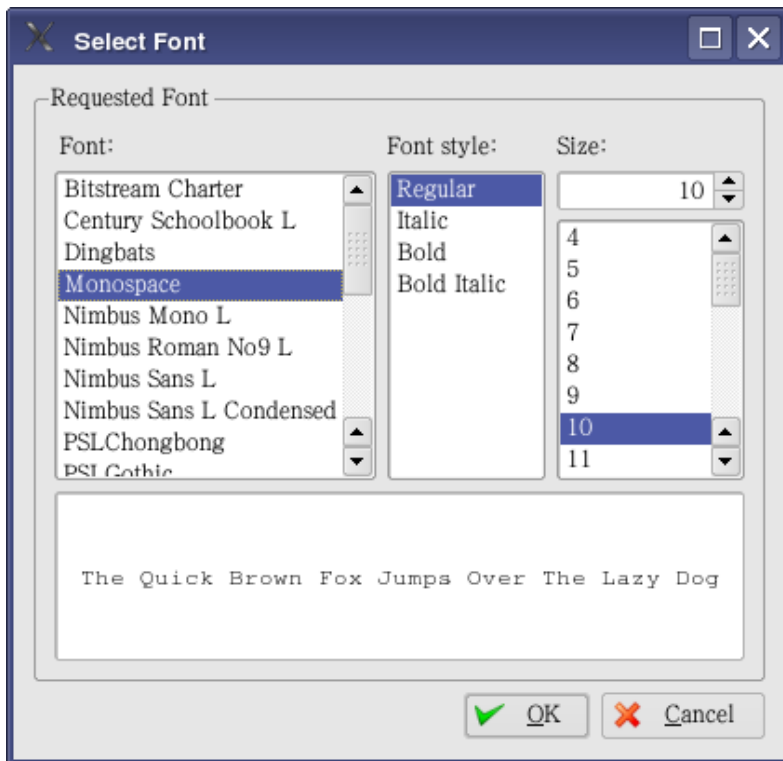 Select Font
Requested Font
Font:
Bitstream Charter
Century Schoolbook L
Dingbats
Monospace
Nimbus Mono L
Nimbus Roman No9 L
Nimbus Sans L
Nimbus Sans L Condensed
PSLChongbong
PSLGothic
Font style:
Regular
Italic
Bold
Bold Italic
Size:
10
4
5
6
7
8
9
10
11
The Quick Brown Fox Jumps Over The Lazy Dog
OK
Cancel